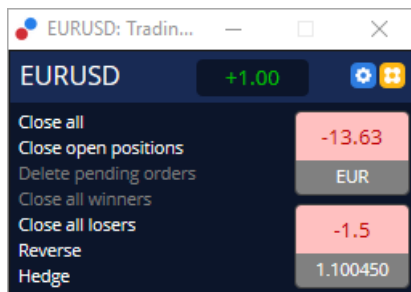 EURUSD: Tradin...
EURUSD
+1.00
Close all
Close open positions
Delete pending orders
Close all winners
Close all losers
Reverse
Hedge
-13.63
EUR
-1.5
1.100450